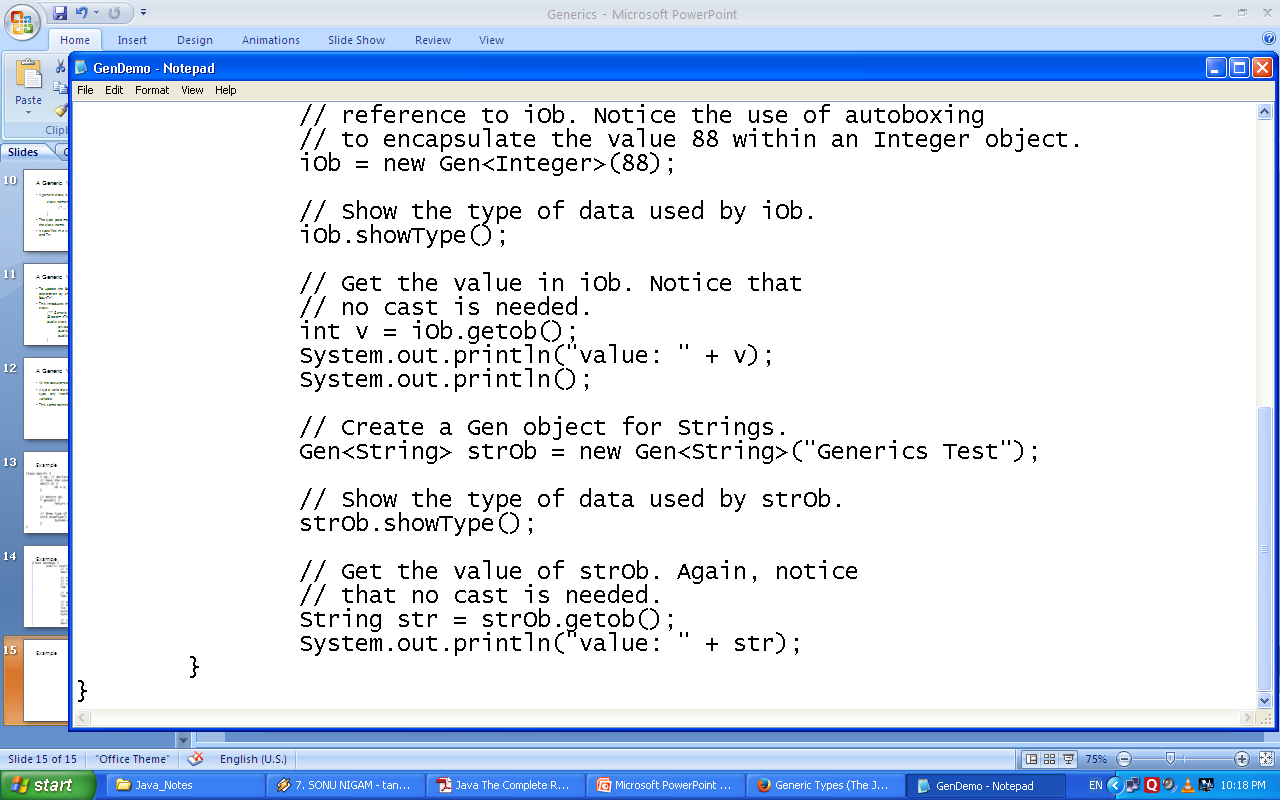 Generics - Microsoft PowerPoint
Home Insert Design Animations Slide Show Review View
Paste
Slides
GenDemo - Notepad
File Edit Format View Help
// reference to iOb. Notice the use of autoboxing
// to encapsulate the value 88 within an Integer object.
iOb = new Gen<Integer>(88);
// Show the type of data used by iOb.
iOb.showType();
// Get the value in iOb. Notice that
// no cast is needed.
int v = iOb.getob();
System.out.println("value: " + v);
System.out.println();
// Create a Gen object for Strings.
Gen<String> strOb = new Gen<String>("Generics Test");
// Show the type of data used by strOb.
strOb.showType();
// Get the value of strOb. Again, notice
// that no cast is needed.
String str = strOb.getob();
System.out.println("value: " + str);
}
}
10
A Generic
11
A Generic
12
A Generic
13
Example
14
Example
15
Example
Slide 15 of 15 "Office Theme" English (U.S.) 75%
start Java_Notes 7. SONU NIGAM - tan... Java The Complete R... Microsoft PowerPoint ... Generic Types (The J... GenDemo - Notepad EN 10:18 PM